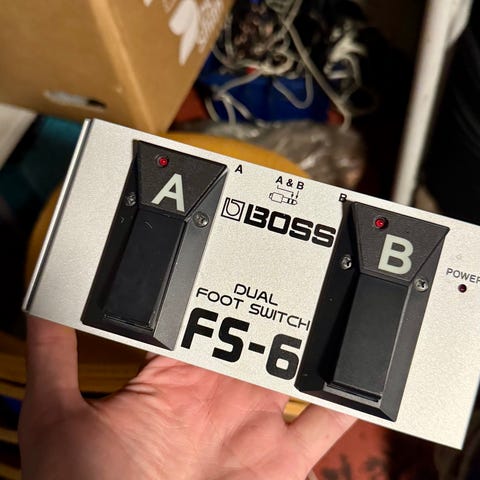 A
A & B
B
A
BOSS
B
POWER
DUAL
FOOT SWITCH
FS-6